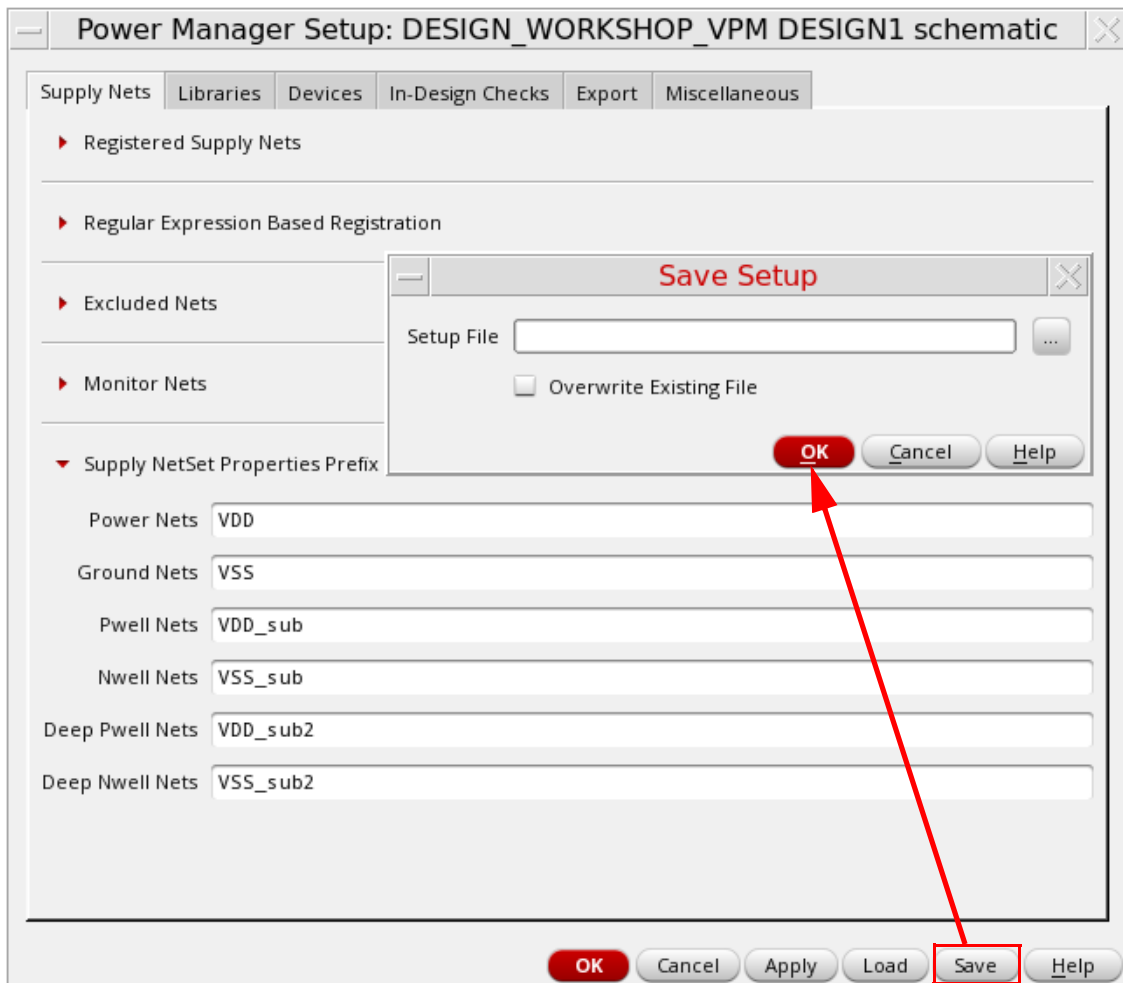 Power Manager Setup: DESIGN_WORKSHOP_VPM DESIGN1 schematic
Supply Nets Libraries Devices In-Design Checks Export Miscellaneous
Registered Supply Nets
Regular Expression Based Registration
Excluded Nets
Monitor Nets
Supply NetSet Properties Prefix
Save Setup
Setup File ...
Overwrite Existing File
OK Cancel Help
Power Nets VDD
Ground Nets VSS
Pwell Nets VDD_sub
Nwell Nets VSS_sub
Deep Pwell Nets VDD_sub2
Deep Nwell Nets VSS_sub2
OK Cancel Apply Load Save Help